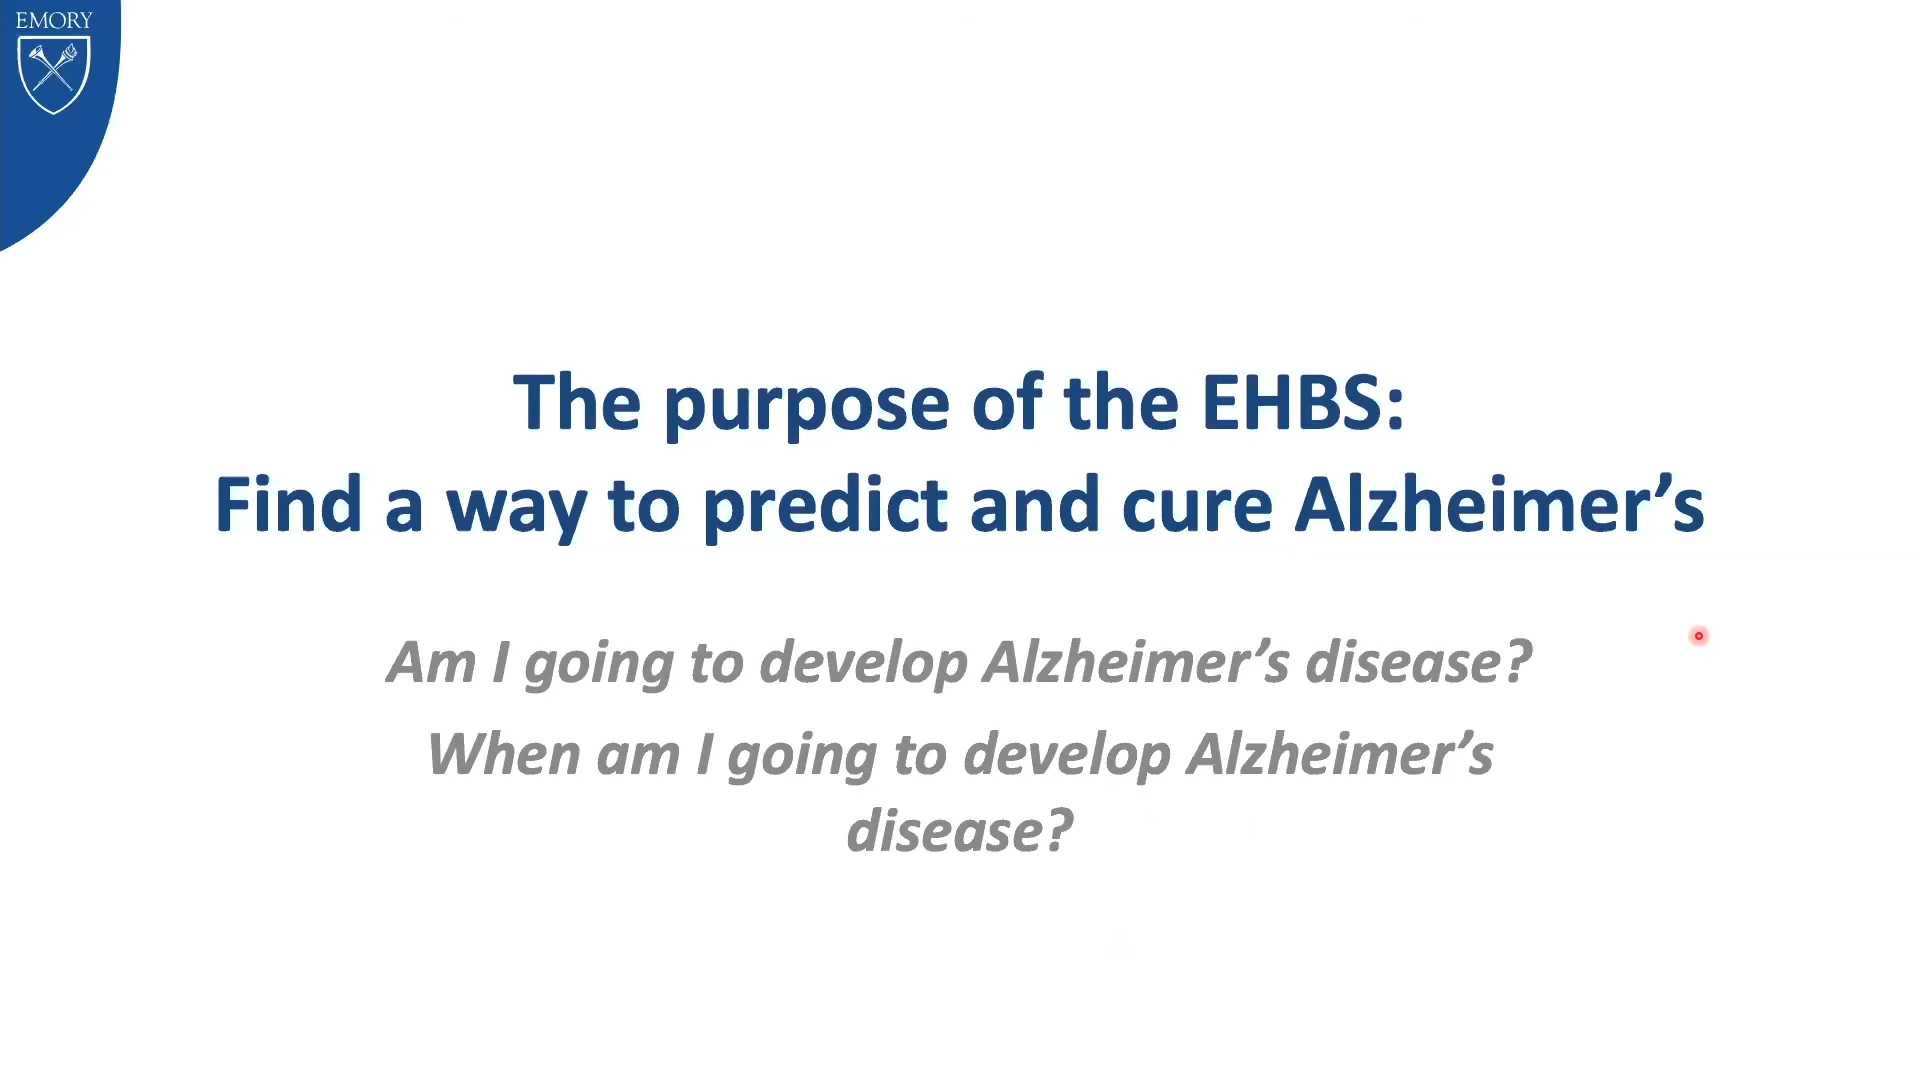 EMORY
The purpose of the EHBS:
Find a way to predict and cure Alzheimer’s
Am I going to develop Alzheimer’s disease?
When am I going to develop Alzheimer’s
disease?